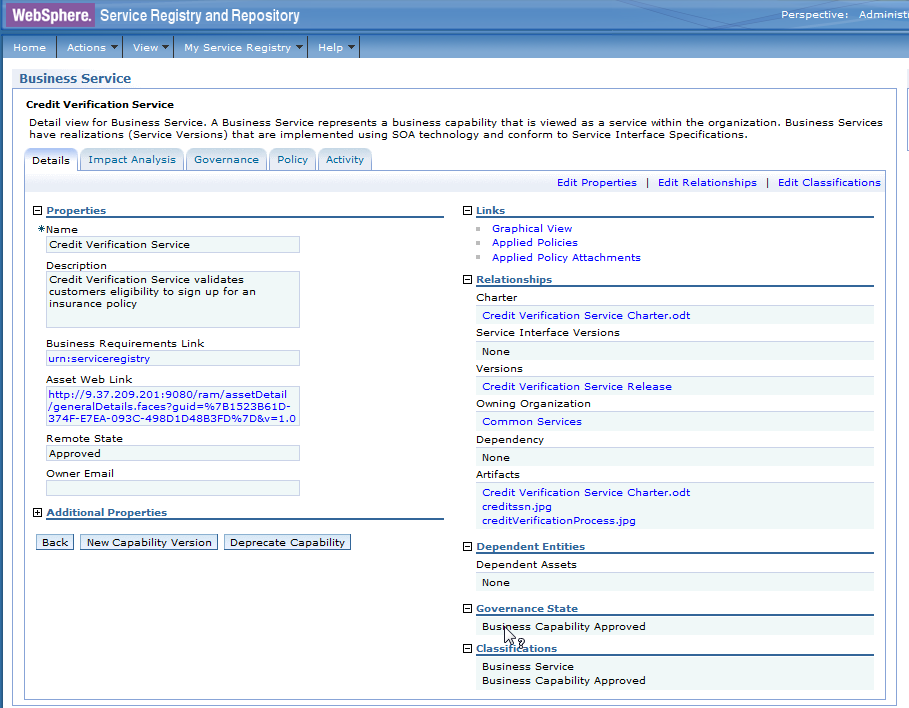 WebSphere. Service Registry and Repository
Perspective: Administ
Home Actions View My Service Registry Help
Business Service
Credit Verification Service
Detail view for Business Service. A Business Service represents a business capability that is viewed as a service within the organization. Business Services
have realizations (Service Versions) that are implemented using SOA technology and conform to Service Interface Specifications.
Details Impact Analysis Governance Policy Activity
Edit Properties | Edit Relationships | Edit Classifications
Properties
*Name
Credit Verification Service
Description
Credit Verification Service validates
customers eligibility to sign up for an
insurance policy
Business Requirements Link
urn:serviceregistry
Asset Web Link
http://9.37.209.201:9080/ram/assetDetail
/generalDetails.faces?guid=%7B1523B61D-
374F-E7EA-093C-498D1D48B3FD%7D&v=1.0
Remote State
Approved
Owner Email
Additional Properties
Back New Capability Version Deprecate Capability
Links
Graphical View
Applied Policies
Applied Policy Attachments
Relationships
Charter
Credit Verification Service Charter.odt
Service Interface Versions
None
Versions
Credit Verification Service Release
Owning Organization
Common Services
Dependency
None
Artifacts
Credit Verification Service Charter.odt
creditssn.jpg
creditVerificationProcess.jpg
Dependent Entities
Dependent Assets
None
Governance State
Business Capability Approved
Classifications
Business Service
Business Capability Approved